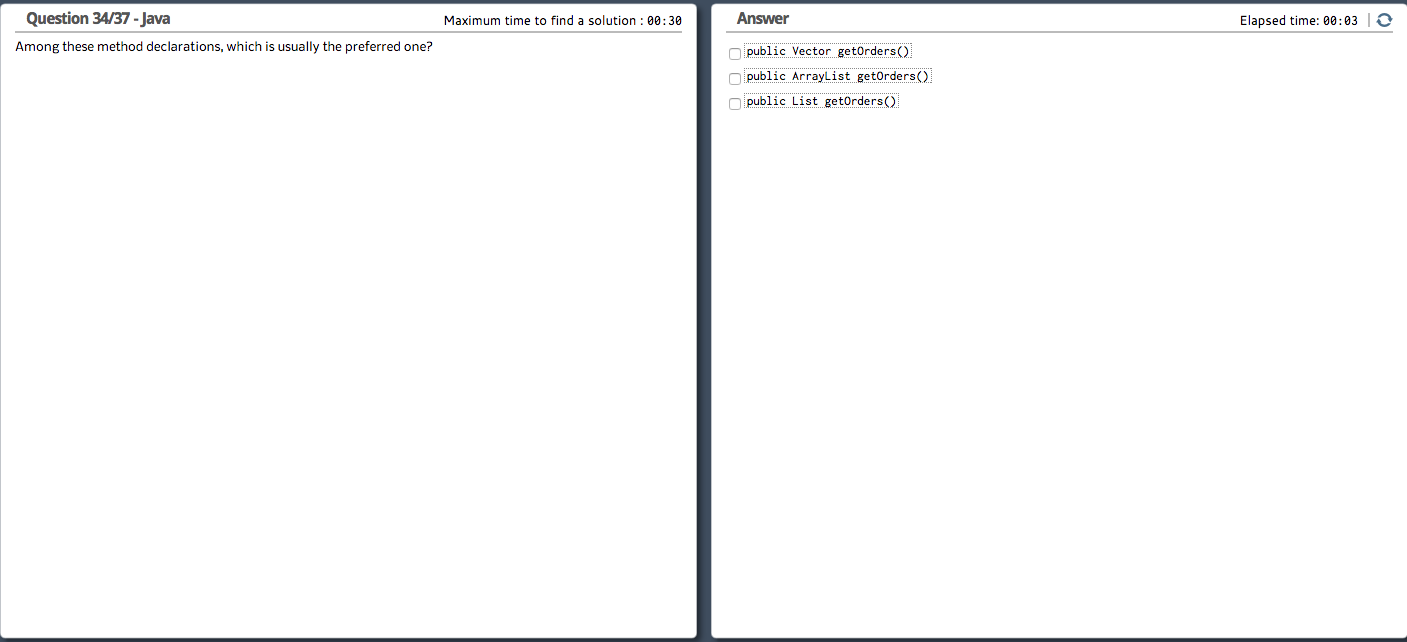 Question 34/37 - Java
Maximum time to find a solution : 00:30
Among these method declarations, which is usually the preferred one?
Answer
Elapsed time: 00:03
public Vector getOrders()
public ArrayList getOrders()
public List getOrders()